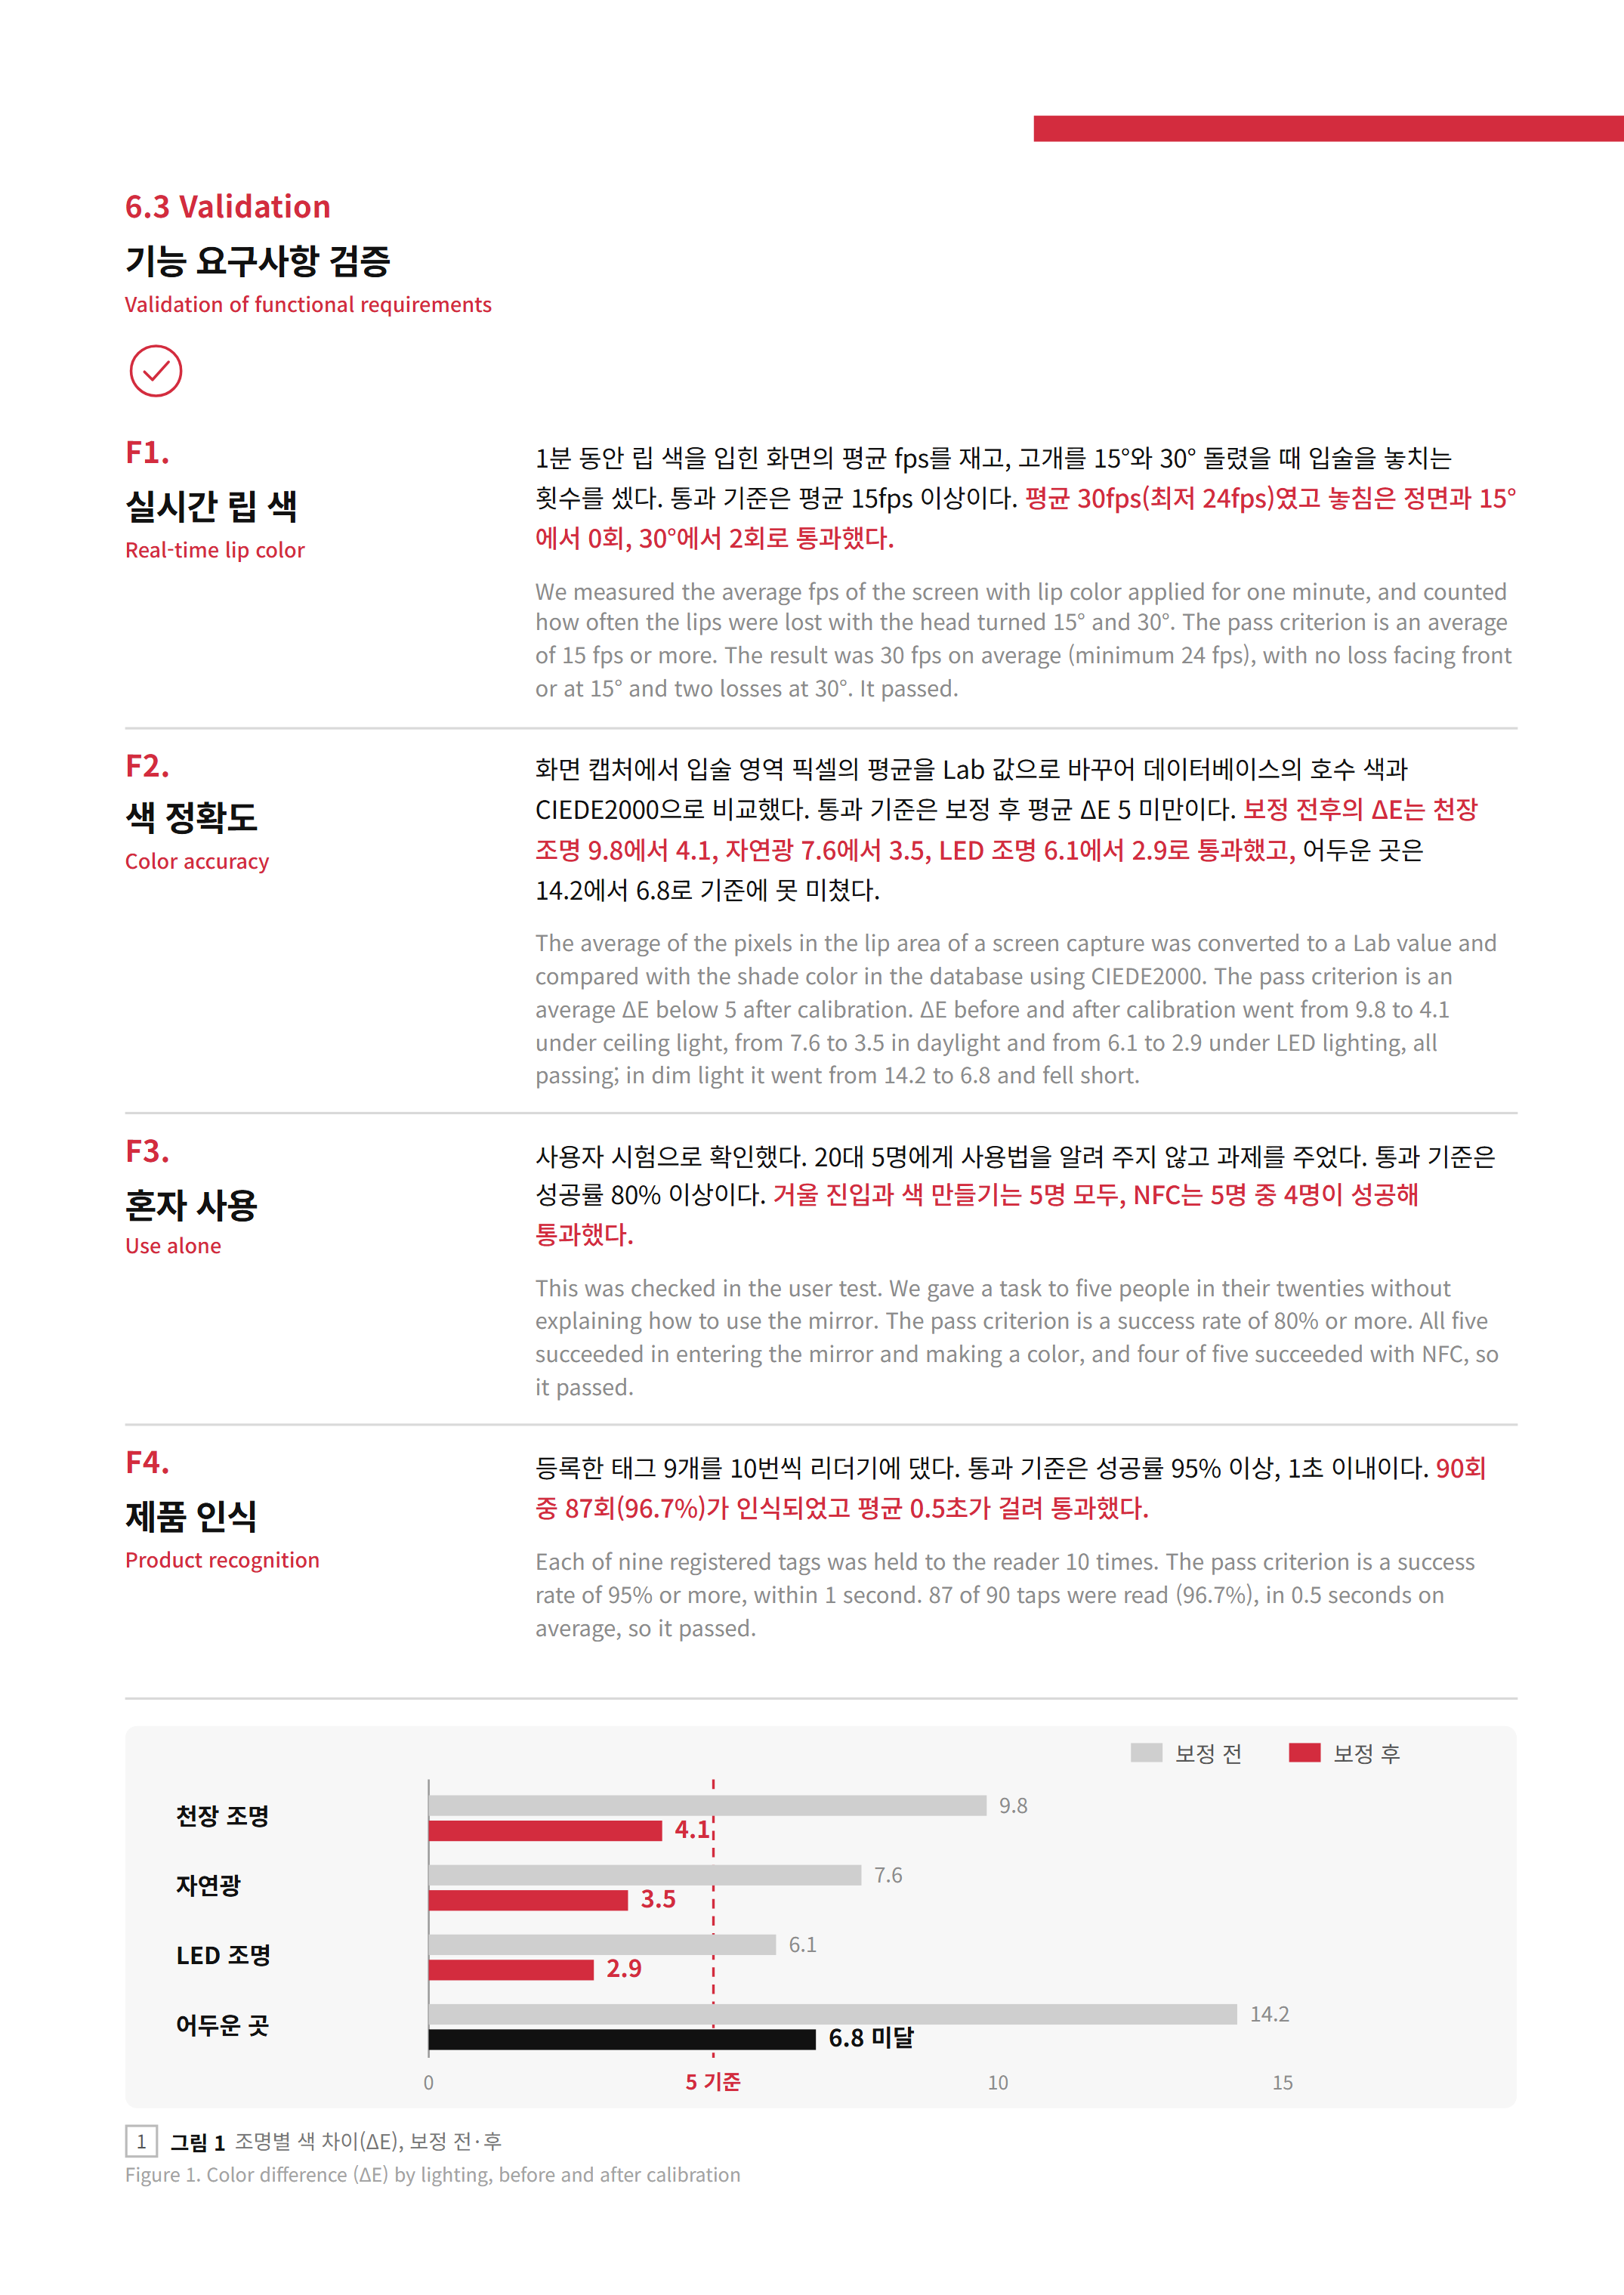 6.3 Validation
기능 요구사항 검증
Validation of functional requirements
F1.
실시간 립 색
Real-time lip color
1분 동안 립 색을 입힌 화면의 평균 fps를 재고, 고개를 15°와 30° 돌렸을 때 입술을 놓치는
횟수를 셌다. 통과 기준은 평균 15fps 이상이다. 평균 30fps(최저 24fps)였고 놓침은 정면과 15°
에서 0회, 30°에서 2회로 통과했다.
We measured the average fps of the screen with lip color applied for one minute, and counted
how often the lips were lost with the head turned 15° and 30°. The pass criterion is an average
of 15 fps or more. The result was 30 fps on average (minimum 24 fps), with no loss facing front
or at 15° and two losses at 30°. It passed.
F2.
색 정확도
Color accuracy
화면 캡처에서 입술 영역 픽셀의 평균을 Lab 값으로 바꾸어 데이터베이스의 호수 색과
CIEDE2000으로 비교했다. 통과 기준은 보정 후 평균 ΔE 5 미만이다. 보정 전후의 ΔE는 천장
조명 9.8에서 4.1, 자연광 7.6에서 3.5, LED 조명 6.1에서 2.9로 통과했고, 어두운 곳은
14.2에서 6.8로 기준에 못 미쳤다.
The average of the pixels in the lip area of a screen capture was converted to a Lab value and
compared with the shade color in the database using CIEDE2000. The pass criterion is an
average ΔE below 5 after calibration. ΔE before and after calibration went from 9.8 to 4.1
under ceiling light, from 7.6 to 3.5 in daylight and from 6.1 to 2.9 under LED lighting, all
passing; in dim light it went from 14.2 to 6.8 and fell short.
F3.
혼자 사용
Use alone
사용자 시험으로 확인했다. 20대 5명에게 사용법을 알려 주지 않고 과제를 주었다. 통과 기준은
성공률 80% 이상이다. 거울 진입과 색 만들기는 5명 모두, NFC는 5명 중 4명이 성공해
통과했다.
This was checked in the user test. We gave a task to five people in their twenties without
explaining how to use the mirror. The pass criterion is a success rate of 80% or more. All five
succeeded in entering the mirror and making a color, and four of five succeeded with NFC, so
it passed.
F4.
제품 인식
Product recognition
등록한 태그 9개를 10번씩 리더기에 댔다. 통과 기준은 성공률 95% 이상, 1초 이내이다. 90회
중 87회(96.7%)가 인식되었고 평균 0.5초가 걸려 통과했다.
Each of nine registered tags was held to the reader 10 times. The pass criterion is a success
rate of 95% or more, within 1 second. 87 of 90 taps were read (96.7%), in 0.5 seconds on
average, so it passed.
보정 전 보정 후
천장 조명 9.8
4.1
자연광 7.6
3.5
LED 조명 6.1
2.9
어두운 곳 14.2
6.8 미달
0 5 기준 10 15
1 그림 1 조명별 색 차이(ΔE), 보정 전·후
Figure 1. Color difference (ΔE) by lighting, before and after calibration